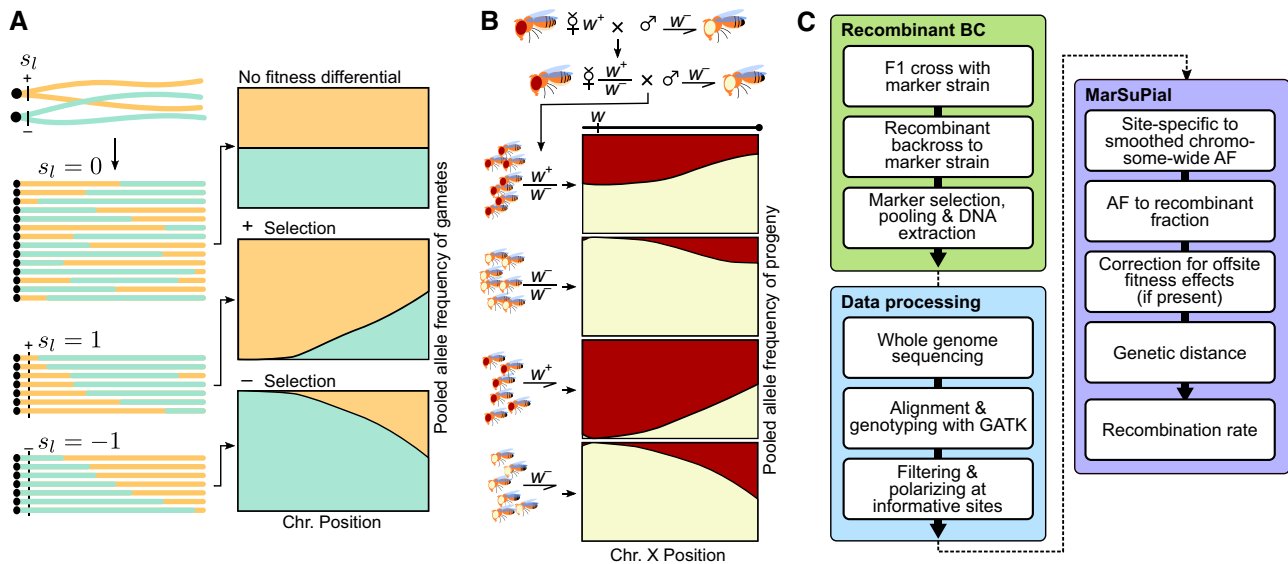 A
s_l
+
−
s_l = 0
s_l = 1
+
s_l = −1
−
No fitness differential
+ Selection
− Selection
Chr. Position
Pooled allele frequency of gametes
B
☿ w⁺ × ♂ w⁻
☿ w⁺/w⁻ × ♂ w⁻
w
w⁺
w⁻
w⁻
w⁻
w⁺
w⁻
Chr. X Position
Pooled allele frequency of progeny
C
Recombinant BC
F1 cross with
marker strain
Recombinant
backross to
marker strain
Marker selection,
pooling & DNA
extraction
Data processing
Whole genome
sequencing
Alignment &
genotyping with GATK
Filtering &
polarizing at
informative sites
MarSuPial
Site-specific to
smoothed chromo-
some-wide AF
AF to recombinant
fraction
Correction for offsite
fitness effects
(if present)
Genetic distance
Recombination rate